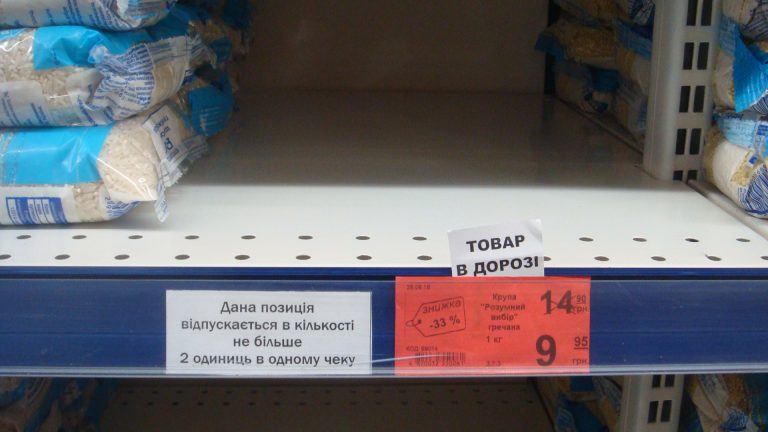 ТОВАР
В ДОРОЗІ
Дана позиція
відпускається в кількості
не більше
2 одиниць в одному чеку
ЗНИЖКА
-33 %
Крупа
"Розумний
вибір"
гречана
1 кг
14 90
грн
9 95
грн